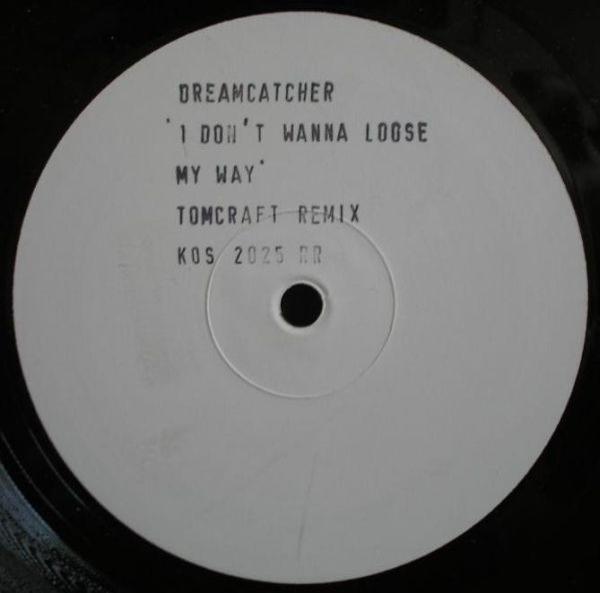 DREAMCATCHER
'I DON'T WANNA LOOSE
MY WAY'
TOMCRAFT REMIX
KOS 2025 RR